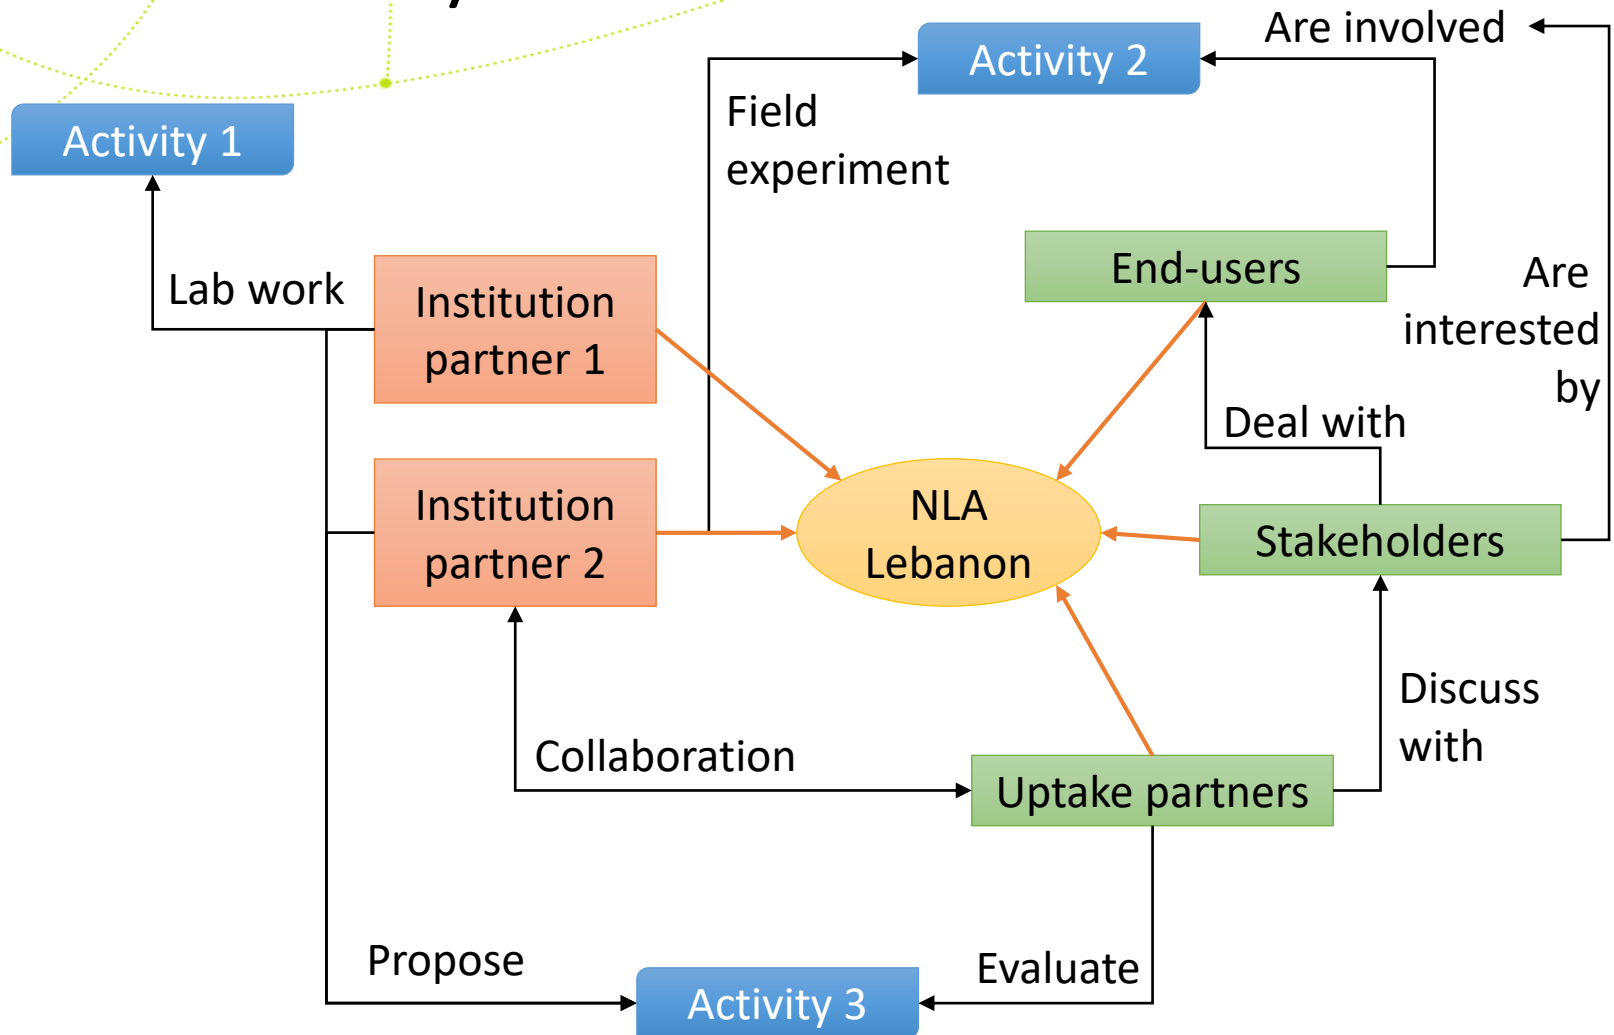 Are involved
Activity 2
Field
experiment
Activity 1
End-users
Lab work
Institution
partner 1
Are
interested
by
Deal with
Institution
partner 2
NLA
Lebanon
Stakeholders
Discuss
with
Collaboration
Uptake partners
Propose
Evaluate
Activity 3